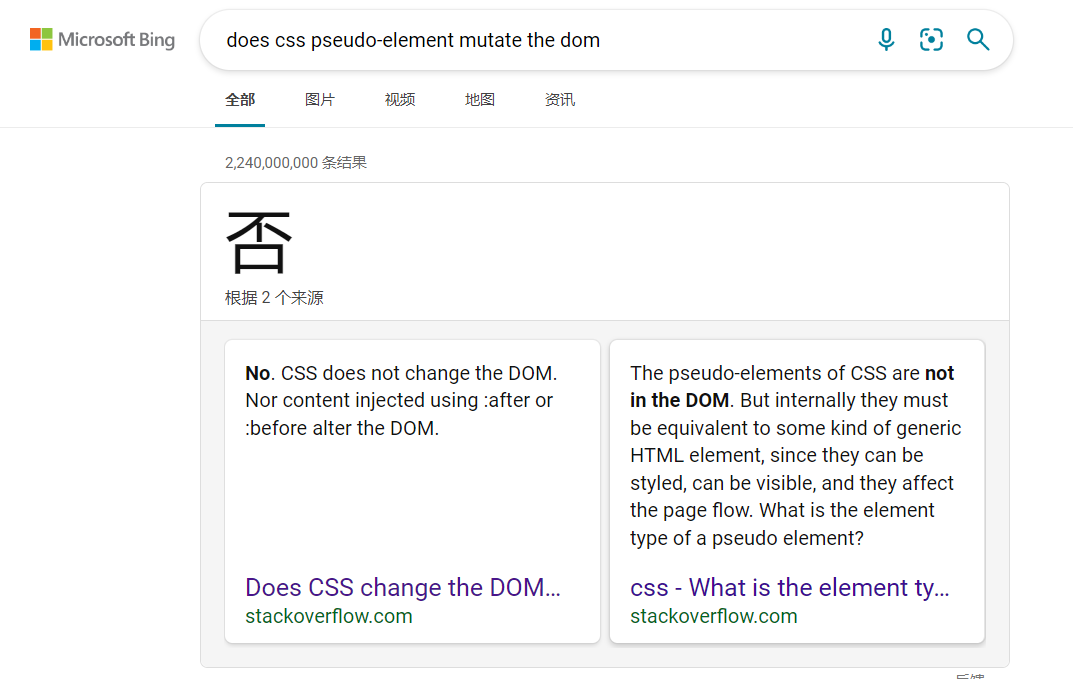 Microsoft Bing
does css pseudo-element mutate the dom
全部
图片
视频
地图
资讯
2,240,000,000 条结果
否
根据 2 个来源
No. CSS does not change the DOM.
Nor content injected using :after or
:before alter the DOM.
Does CSS change the DOM...
stackoverflow.com
The pseudo-elements of CSS are not
in the DOM. But internally they must
be equivalent to some kind of generic
HTML element, since they can be
styled, can be visible, and they affect
the page flow. What is the element
type of a pseudo element?
css - What is the element ty...
stackoverflow.com